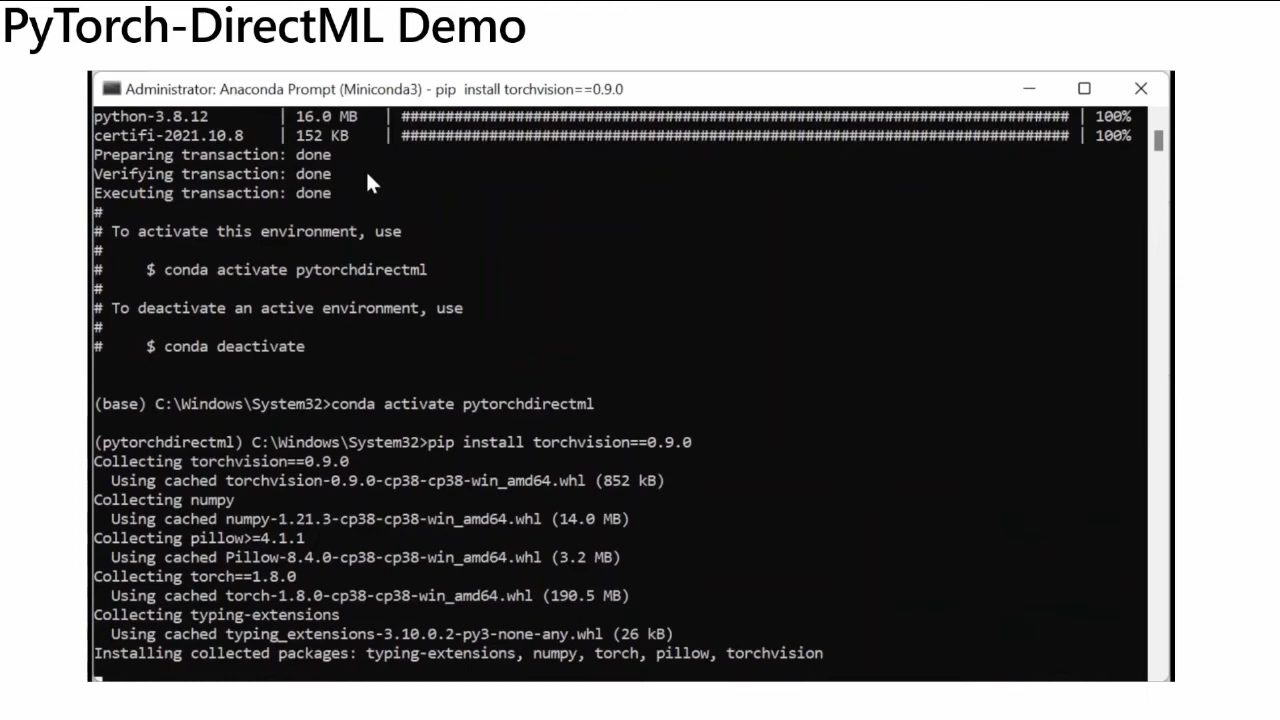 PyTorch-DirectML Demo
Administrator: Anaconda Prompt (Miniconda3) - pip  install torchvision==0.9.0
python-3.8.12        | 16.0 MB   | ############################################################################ | 100%
certifi-2021.10.8    | 152 KB    | ############################################################################ | 100%
Preparing transaction: done
Verifying transaction: done
Executing transaction: done
#
# To activate this environment, use
#
#     $ conda activate pytorchdirectml
#
# To deactivate an active environment, use
#
#     $ conda deactivate
(base) C:\Windows\System32>conda activate pytorchdirectml
(pytorchdirectml) C:\Windows\System32>pip install torchvision==0.9.0
Collecting torchvision==0.9.0
  Using cached torchvision-0.9.0-cp38-cp38-win_amd64.whl (852 kB)
Collecting numpy
  Using cached numpy-1.21.3-cp38-cp38-win_amd64.whl (14.0 MB)
Collecting pillow>=4.1.1
  Using cached Pillow-8.4.0-cp38-cp38-win_amd64.whl (3.2 MB)
Collecting torch==1.8.0
  Using cached torch-1.8.0-cp38-cp38-win_amd64.whl (190.5 MB)
Collecting typing-extensions
  Using cached typing_extensions-3.10.0.2-py3-none-any.whl (26 kB)
Installing collected packages: typing-extensions, numpy, torch, pillow, torchvision